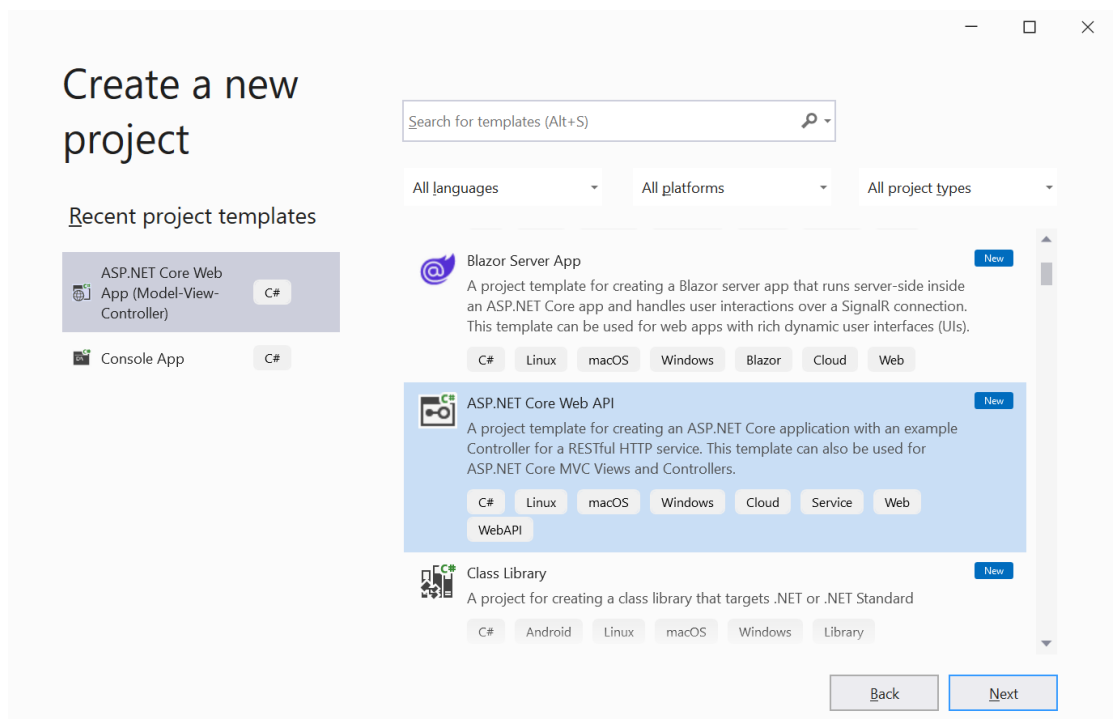 Create a new
project
Search for templates (Alt+S)
All languages
All platforms
All project types
Recent project templates
ASP.NET Core Web
App (Model-View-
Controller)
C#
Console App
C#
Blazor Server App
New
A project template for creating a Blazor server app that runs server-side inside
an ASP.NET Core app and handles user interactions over a SignalR connection.
This template can be used for web apps with rich dynamic user interfaces (UIs).
C# Linux macOS Windows Blazor Cloud Web
ASP.NET Core Web API
New
A project template for creating an ASP.NET Core application with an example
Controller for a RESTful HTTP service. This template can also be used for
ASP.NET Core MVC Views and Controllers.
C# Linux macOS Windows Cloud Service Web
WebAPI
Class Library
New
A project for creating a class library that targets .NET or .NET Standard
C# Android Linux macOS Windows Library
Back
Next